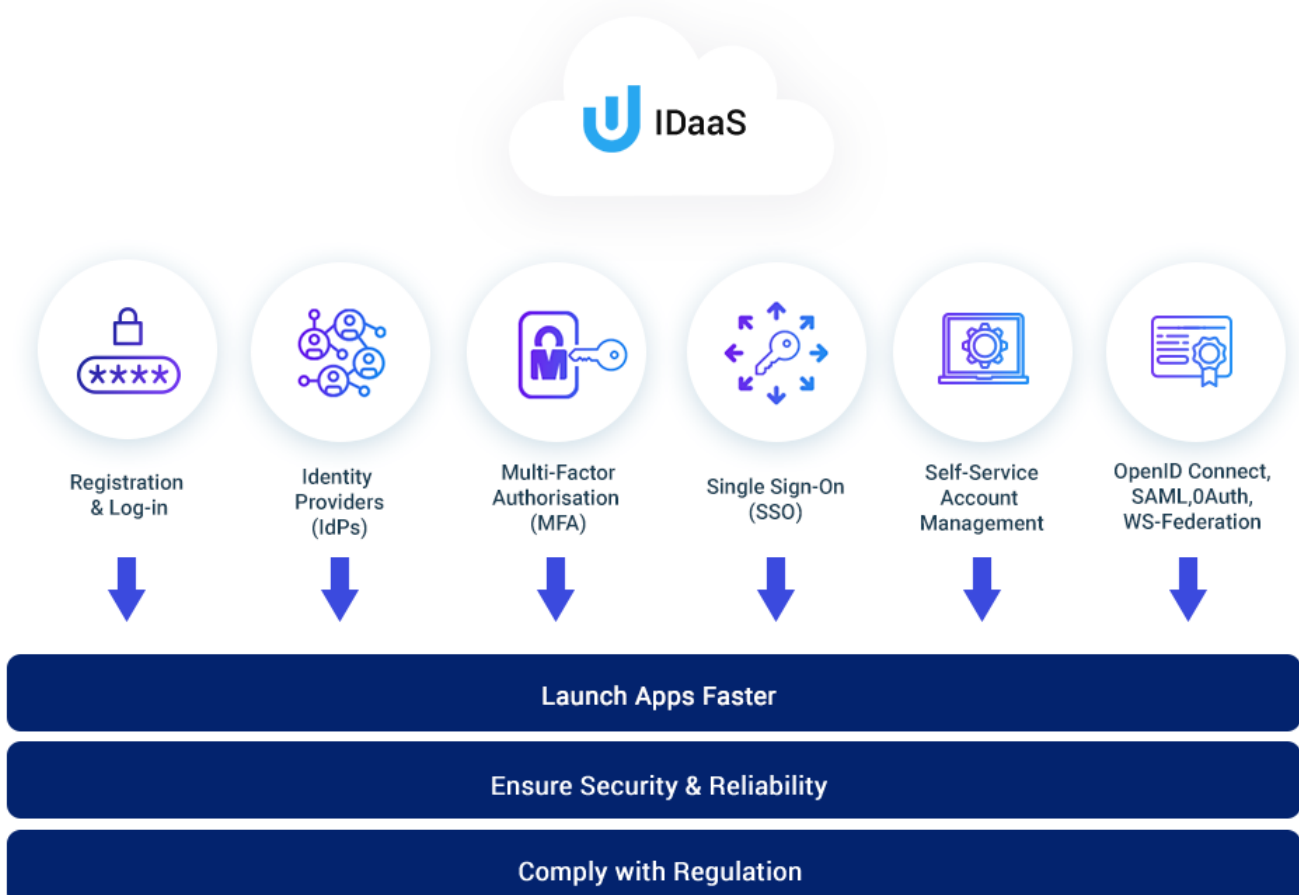 IDaaS
****
Registration
& Log-in
Identity
Providers
(IdPs)
M
Multi-Factor
Authorisation
(MFA)
Single Sign-On
(SSO)
Self-Service
Account
Management
OpenID Connect,
SAML,0Auth,
WS-Federation
Launch Apps Faster
Ensure Security & Reliability
Comply with Regulation